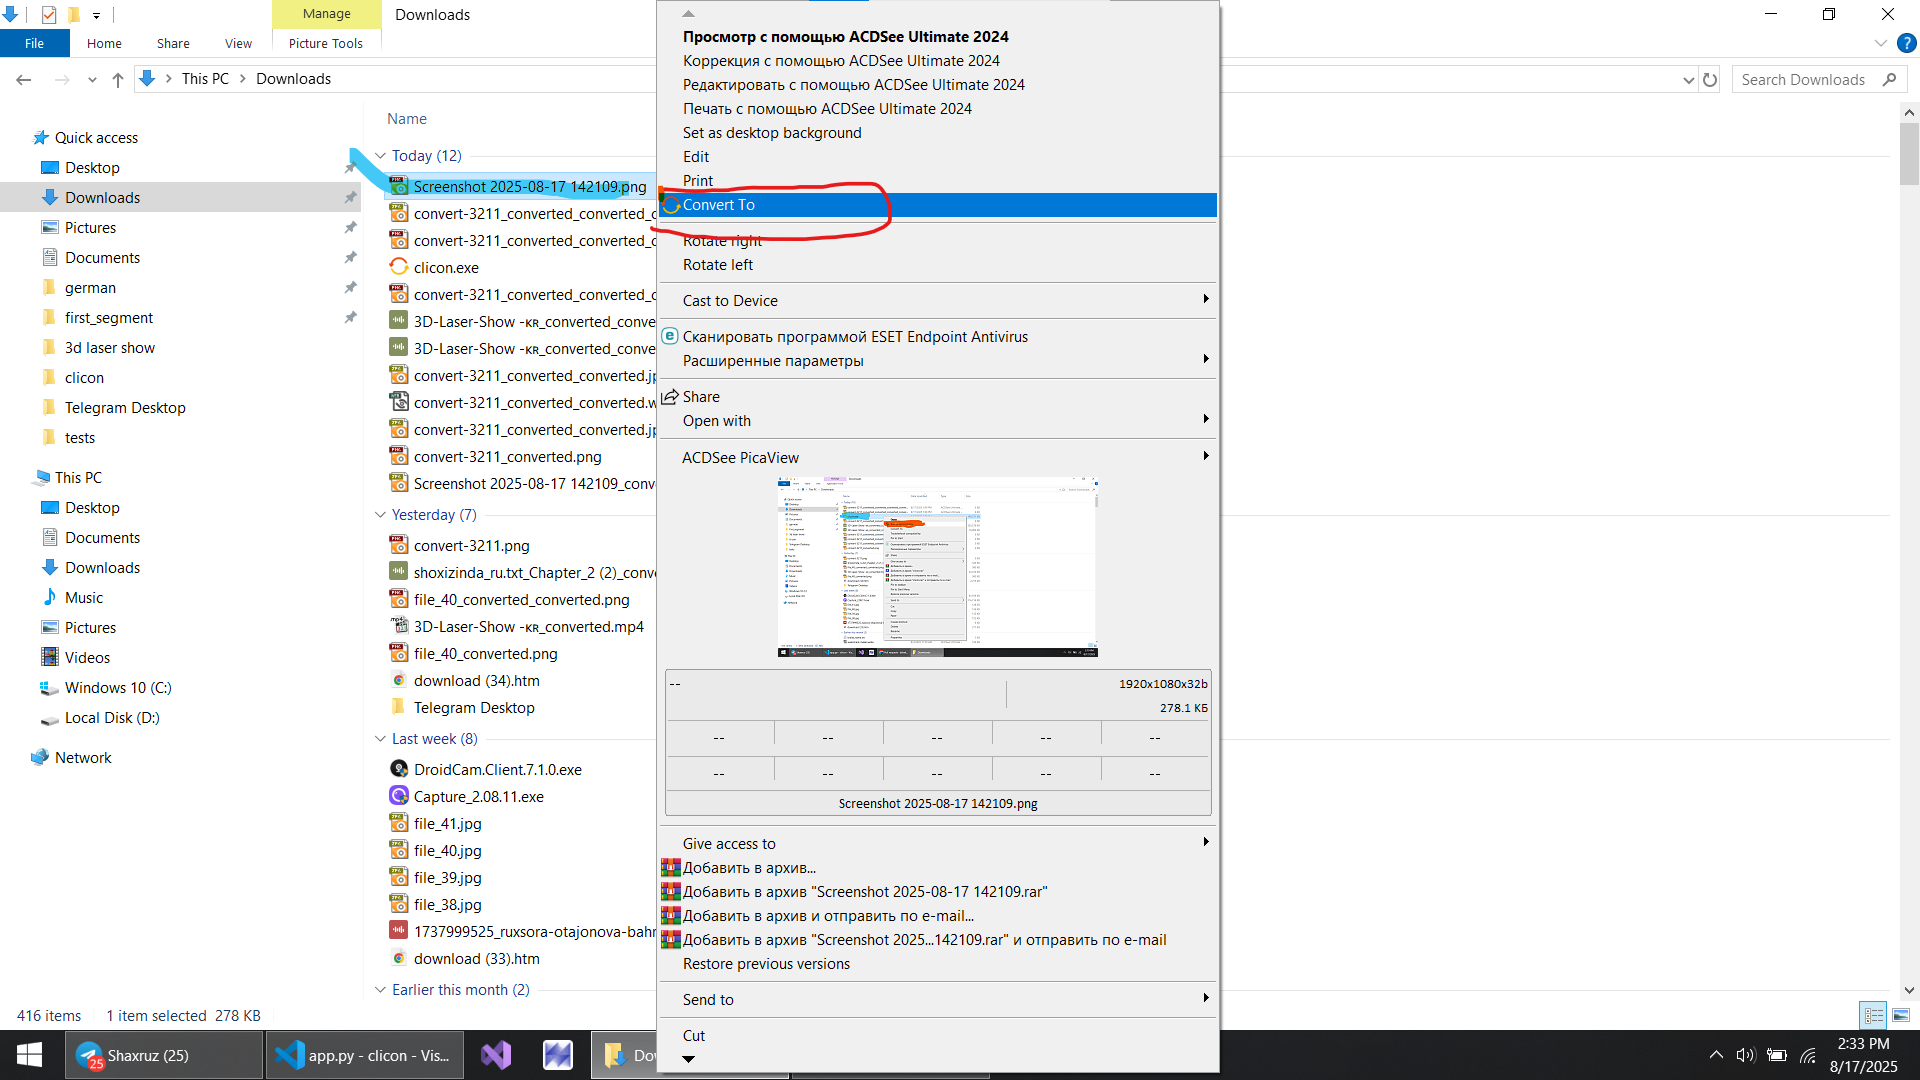 Manage
Downloads
File
Home
Share
View
Picture Tools
This PC
Downloads
Search Downloads
Quick access
Desktop
Downloads
Pictures
Documents
german
first_segment
3d laser show
clicon
Telegram Desktop
tests
This PC
Desktop
Documents
Downloads
Music
Pictures
Videos
Windows 10 (C:)
Local Disk (D:)
Network
Name
Today (12)
Screenshot 2025-08-17 142109.png
convert-3211_converted_converted_c
convert-3211_converted_converted_c
clicon.exe
convert-3211_converted_converted_c
3D-Laser-Show -ᴋʀ_converted_conve
3D-Laser-Show -ᴋʀ_converted_conve
convert-3211_converted_converted.jp
convert-3211_converted_converted.w
convert-3211_converted_converted.jp
convert-3211_converted.png
Screenshot 2025-08-17 142109_conv
Yesterday (7)
convert-3211.png
shoxizinda_ru.txt_Chapter_2 (2)_conv
file_40_converted_converted.png
3D-Laser-Show -ᴋʀ_converted.mp4
file_40_converted.png
download (34).htm
Telegram Desktop
Last week (8)
DroidCam.Client.7.1.0.exe
Capture_2.08.11.exe
file_41.jpg
file_40.jpg
file_39.jpg
file_38.jpg
1737999525_ruxsora-otajonova-bahr
download (33).htm
Earlier this month (2)
Просмотр с помощью ACDSee Ultimate 2024
Коррекция с помощью ACDSee Ultimate 2024
Редактировать с помощью ACDSee Ultimate 2024
Печать с помощью ACDSee Ultimate 2024
Set as desktop background
Edit
Print
Convert To
Rotate right
Rotate left
Cast to Device
Сканировать программой ESET Endpoint Antivirus
Расширенные параметры
Share
Open with
ACDSee PicaView
--
1920x1080x32b
278.1 КБ
-- -- -- -- --
-- -- -- -- --
Screenshot 2025-08-17 142109.png
Give access to
Добавить в архив...
Добавить в архив "Screenshot 2025-08-17 142109.rar"
Добавить в архив и отправить по e-mail...
Добавить в архив "Screenshot 2025...142109.rar" и отправить по e-mail
Restore previous versions
Send to
Cut
416 items
1 item selected 278 KB
25
Shaxruz (25)
app.py - clicon - Vis...
Dow
2:33 PM
8/17/2025